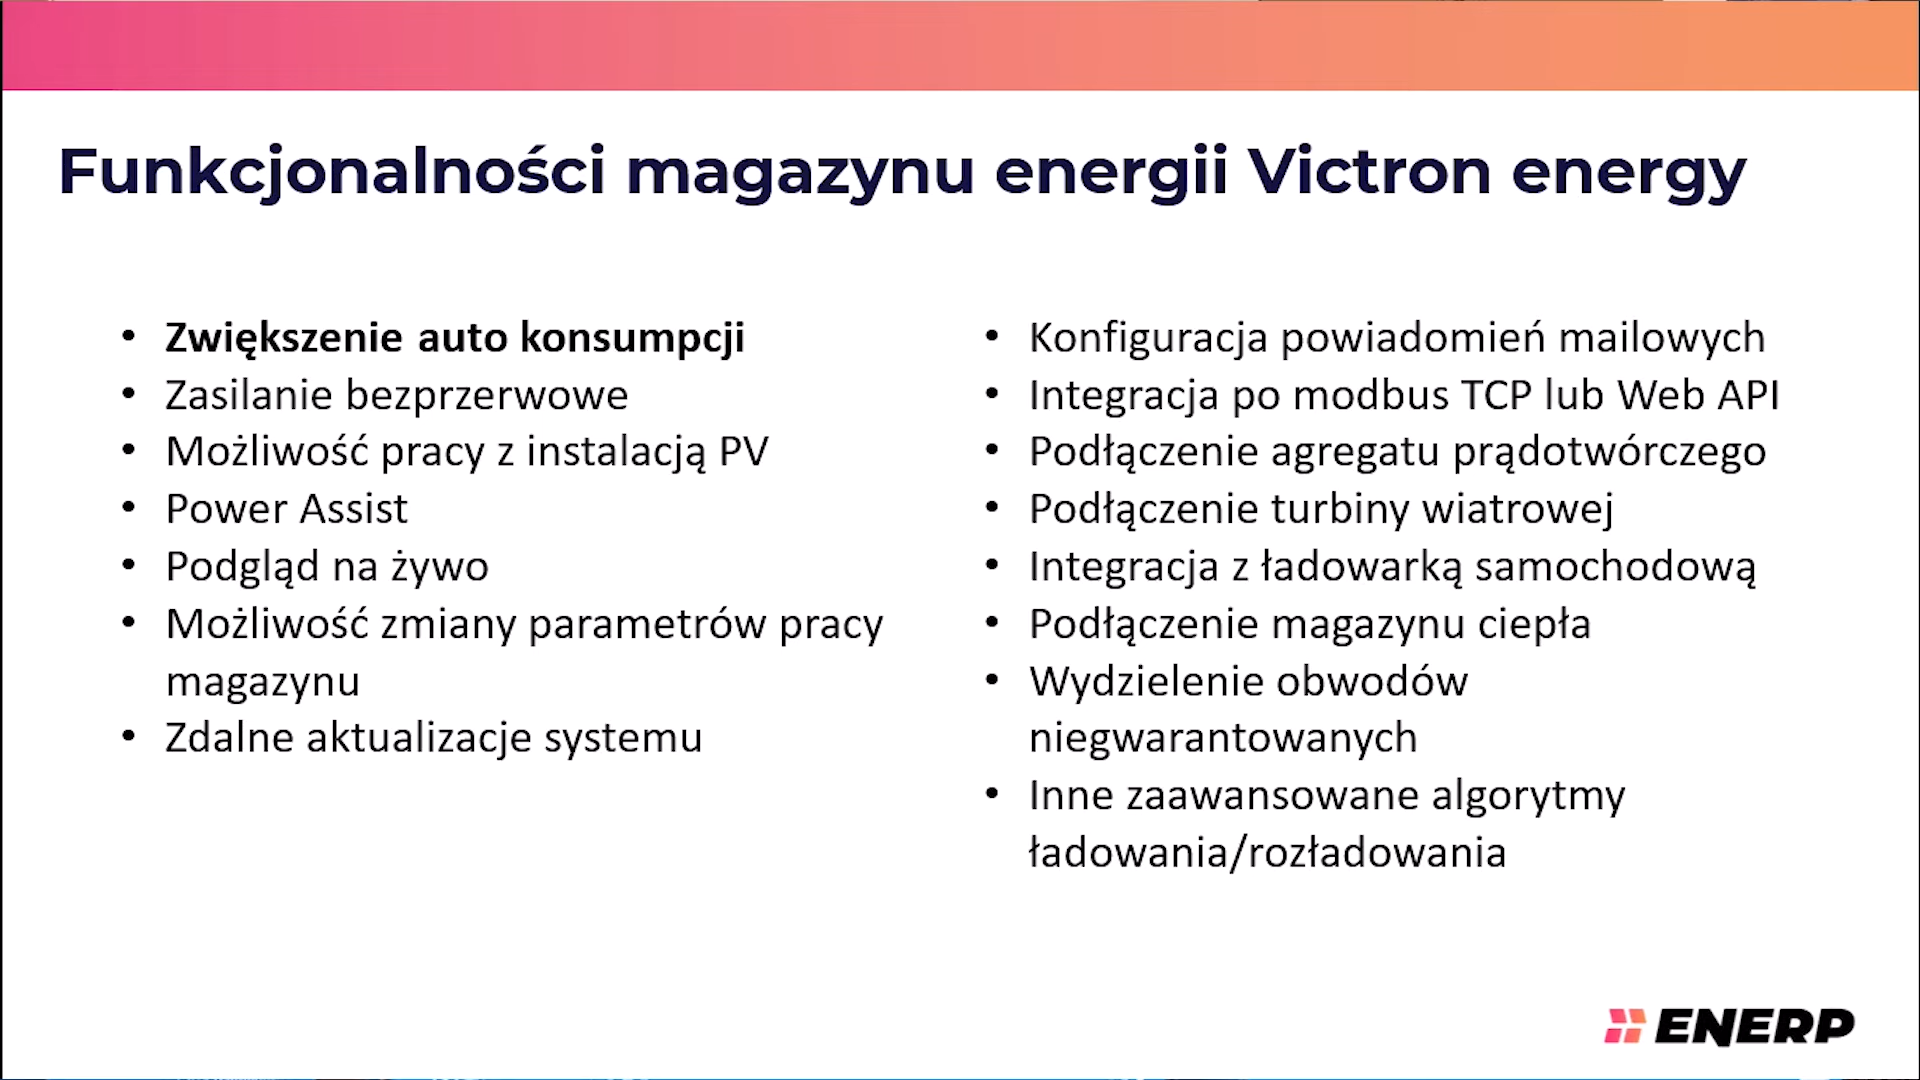 Funkcjonalności magazynu energii Victron energy
• Zwiększenie auto konsumpcji
• Zasilanie bezprzerwowe
• Możliwość pracy z instalacją PV
• Power Assist
• Podgląd na żywo
• Możliwość zmiany parametrów pracy
magazynu
• Zdalne aktualizacje systemu
• Konfiguracja powiadomień mailowych
• Integracja po modbus TCP lub Web API
• Podłączenie agregatu prądotwórczego
• Podłączenie turbiny wiatrowej
• Integracja z ładowarką samochodową
• Podłączenie magazynu ciepła
• Wydzielenie obwodów
niegwarantowanych
• Inne zaawansowane algorytmy
ładowania/rozładowania
ENERP